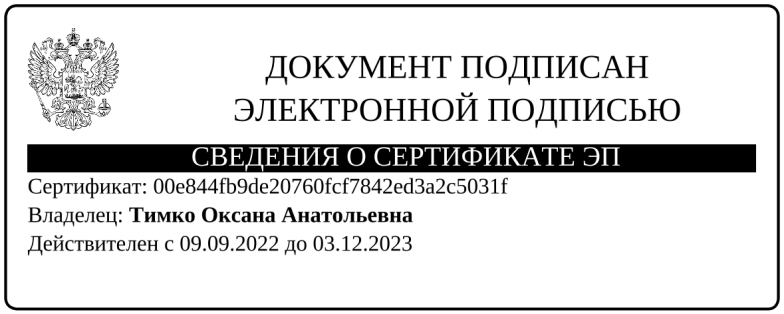 ДОКУМЕНТ ПОДПИСАН
ЭЛЕКТРОННОЙ ПОДПИСЬЮ
СВЕДЕНИЯ О СЕРТИФИКАТЕ ЭП
Сертификат: 00e844fb9de20760fcf7842ed3a2c5031f
Владелец: Тимко Оксана Анатольевна
Действителен с 09.09.2022 до 03.12.2023